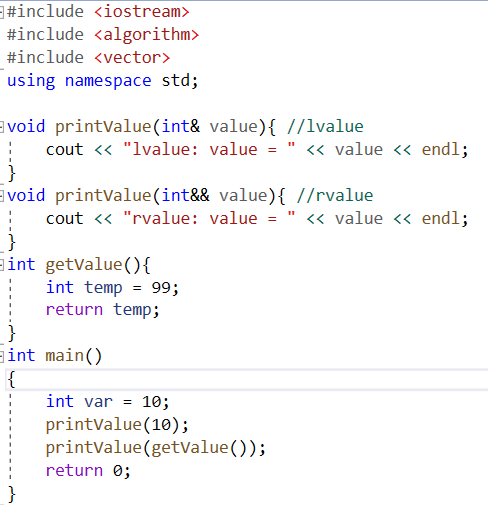 #include <iostream>
#include <algorithm>
#include <vector>
using namespace std;

void printValue(int& value){ //lvalue
    cout << "lvalue: value = " << value << endl;
}
void printValue(int&& value){ //rvalue
    cout << "rvalue: value = " << value << endl;
}
int getValue(){
    int temp = 99;
    return temp;
}
int main()
{
    int var = 10;
    printValue(10);
    printValue(getValue());
    return 0;
}